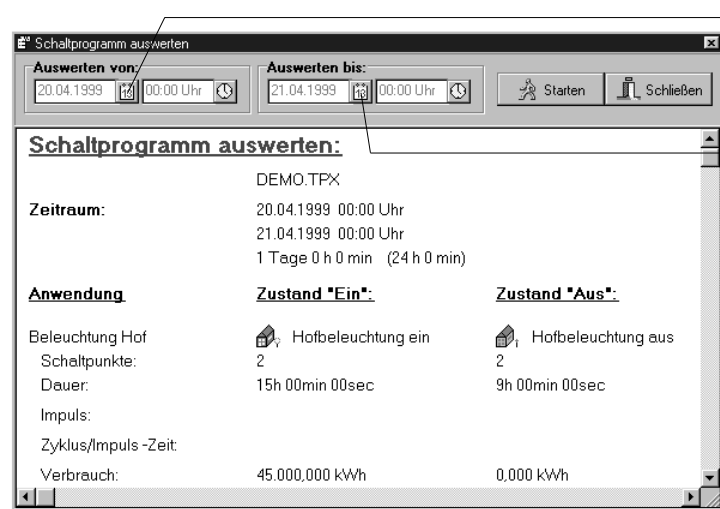 Schaltprogramm auswerten
Auswerten von: Auswerten bis:
20.04.1999 00:00 Uhr 21.04.1999 00:00 Uhr Starten Schließen
Schaltprogramm auswerten:
DEMO.TPX
Zeitraum: 20.04.1999 00:00 Uhr
21.04.1999 00:00 Uhr
1 Tage 0 h 0 min (24 h 0 min)
Anwendung Zustand "Ein": Zustand "Aus":
Beleuchtung Hof Hofbeleuchtung ein Hofbeleuchtung aus
Schaltpunkte: 2 2
Dauer: 15h 00min 00sec 9h 00min 00sec
Impuls:
Zyklus/Impuls -Zeit:
Verbrauch: 45.000,000 kWh 0,000 kWh